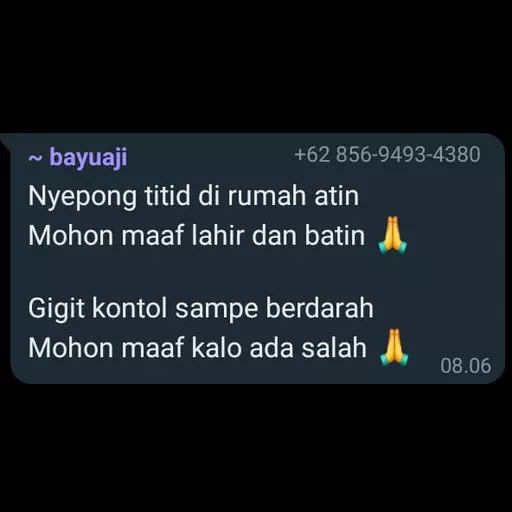 ~ bayuaji
+62 856-9493-4380
Nyepong titid di rumah atin
Mohon maaf lahir dan batin 🙏
Gigit kontol sampe berdarah
Mohon maaf kalo ada salah 🙏
08.06